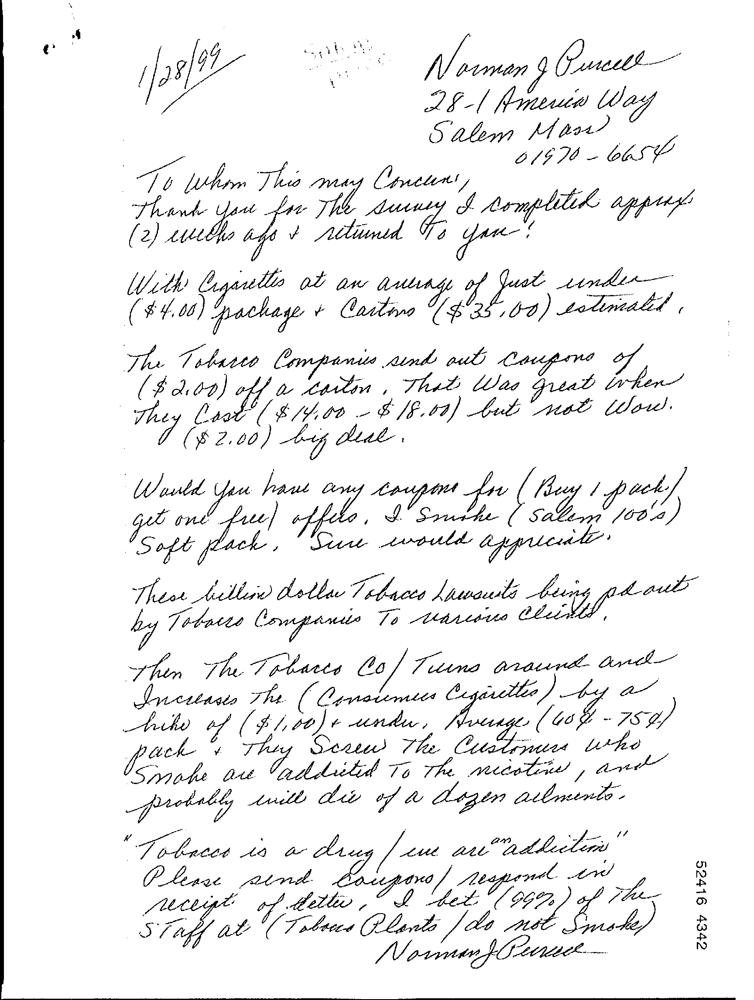 1/28/99
Norman J Purcell
28-1 America Way
Salem Mass
01970-6654
To Whom This may Concern,
Thank you for The survey I completed approx.
(2) weeks ago & returned To you!
With Cigarettes at an average of Just under
($4.00) package & Cartons ($35.00) estimated.
The Tobacco Companies send out coupons of
($2.00) off a carton. That Was great when
They Cost ($14.00 - $18.00) but not Wow.
($2.00) big deal.
Would you have any coupons for (Buy 1 pack/
get one free) offers. I Smoke (Salem 100's)
Soft pack. Sure would appreciate.
These billion dollar Tobacco Lawsuits being pd out
by Tobacco Companies To various Clients.
Then The Tobacco Co/ Turns around and
Increases The (Consumers Cigarettes) by a
hike of ($1.00) & under. Average (60¢-75¢)
pack & They Screw The Customers who
Smoke are addicted To The nicotine, and
probably will die of a dozen ailments.
"Tobacco is a drug / we are an addiction"
Please send coupons/ respond in
receipt of letter. I bet (99%) of The
STaff at (Tobacco Plants / do not Smoke)
Norman J Purcell
52416 4342